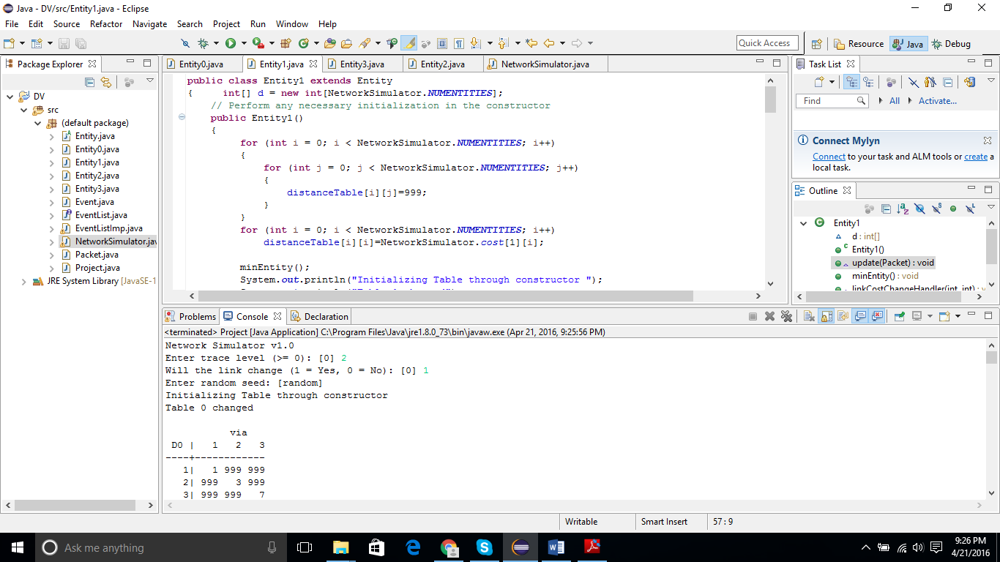 Java - DV/src/Entity1.java - Eclipse
File Edit Source Refactor Navigate Search Project Run Window Help
Quick Access
Resource Java Debug
Package Explorer
DV
src
(default package)
Entity.java
Entity0.java
Entity1.java
Entity2.java
Entity3.java
Event.java
EventList.java
EventListImp.java
NetworkSimulator.jav
Packet.java
Project.java
JRE System Library [JavaSE-1
Entity0.java Entity1.java Entity3.java Entity2.java NetworkSimulator.java
public class Entity1 extends Entity
{ int[] d = new int[NetworkSimulator.NUMENTITIES];
// Perform any necessary initialization in the constructor
public Entity1()
{
for (int i = 0; i < NetworkSimulator.NUMENTITIES; i++)
{
for (int j = 0; j < NetworkSimulator.NUMENTITIES; j++)
{
distanceTable[i][j]=999;
}
}
for (int i = 0; i < NetworkSimulator.NUMENTITIES; i++)
distanceTable[i][i]=NetworkSimulator.cost[1][i];
minEntity();
System.out.println("Initializing Table through constructor ");
Task List
Find All Activate...
Connect Mylyn
Connect to your task and ALM tools or create a
local task.
Outline
Entity1
d : int[]
Entity1()
update(Packet) : void
minEntity() : void
linkCostChangeHandler(int, int) : v
Problems Console Declaration
<terminated> Project [Java Application] C:\Program Files\Java\jre1.8.0_73\bin\javaw.exe (Apr 21, 2016, 9:25:56 PM)
Network Simulator v1.0
Enter trace level (>= 0): [0] 2
Will the link change (1 = Yes, 0 = No): [0] 1
Enter random seed: [random]
Initializing Table through constructor
Table 0 changed
via
D0 | 1 2 3
----+------------
1| 1 999 999
2| 999 3 999
3| 999 999 7
Writable Smart Insert 57 : 9
Ask me anything
9:26 PM
4/21/2016